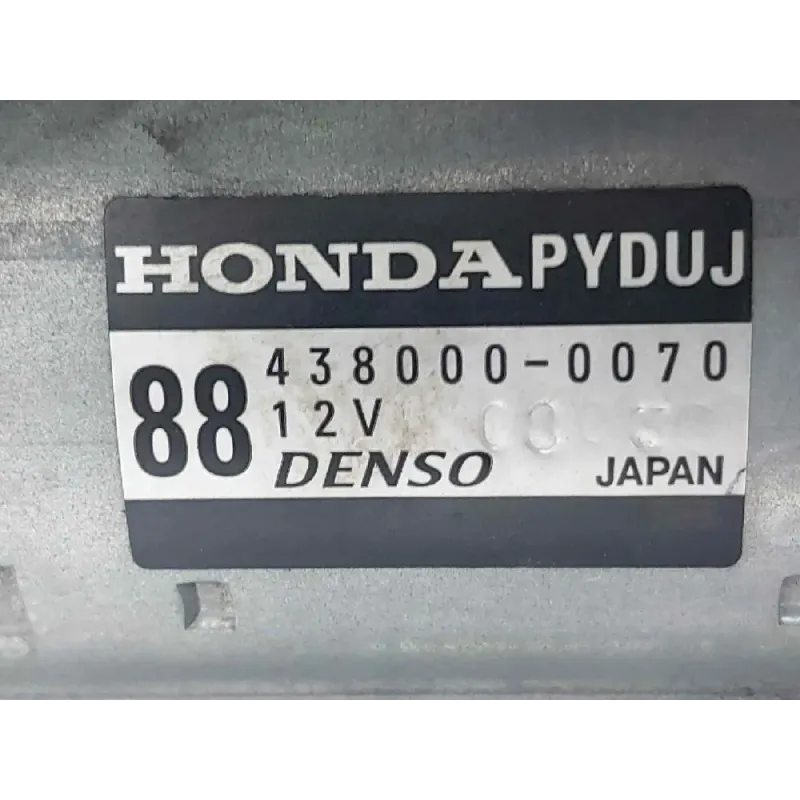 HONDA PYDUJ
88 438000-0070
12V
DENSO JAPAN